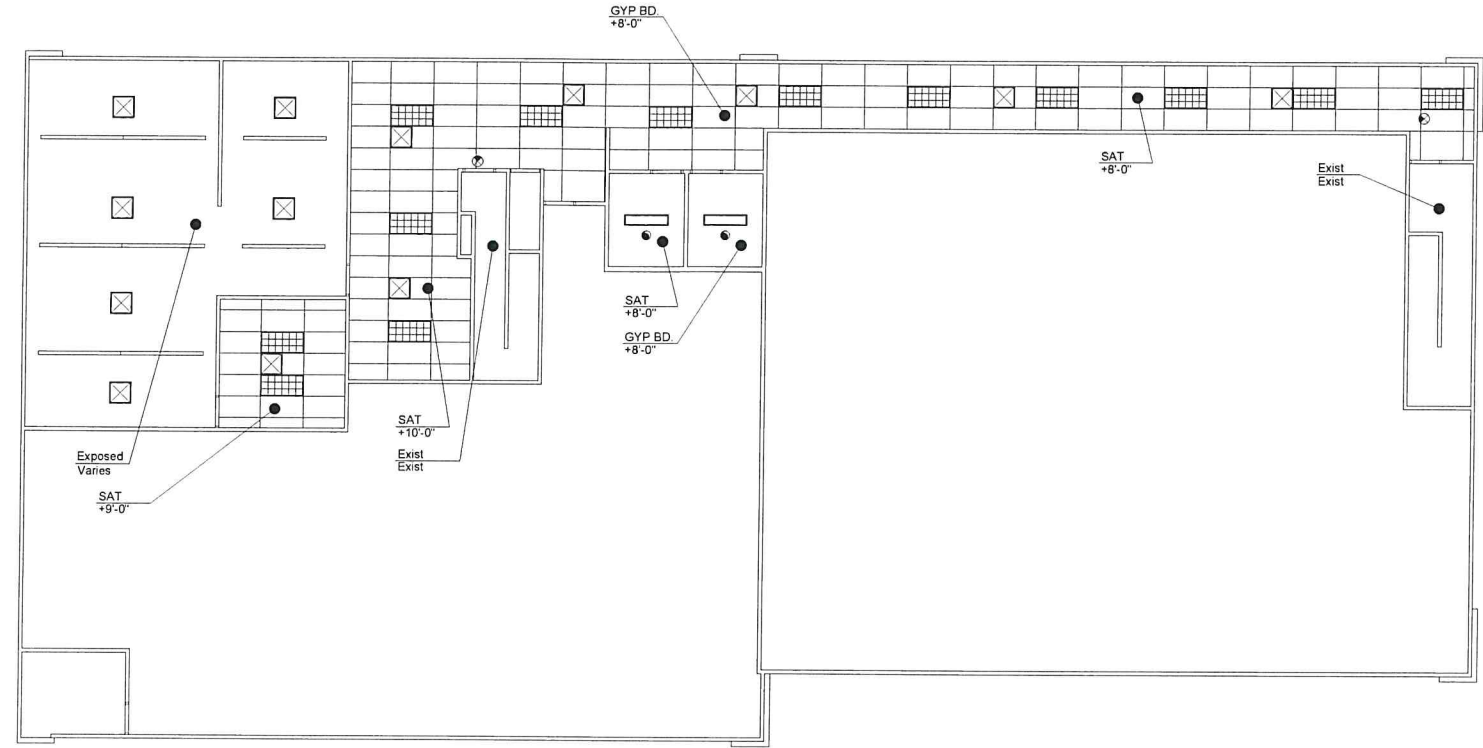 GYP BD.
+8'-0"
SAT
+8'-0"
Exist
Exist
SAT
+8'-0"
GYP BD.
+8'-0"
SAT
+10'-0"
Exist
Exist
Exposed
Varies
SAT
+9'-0"